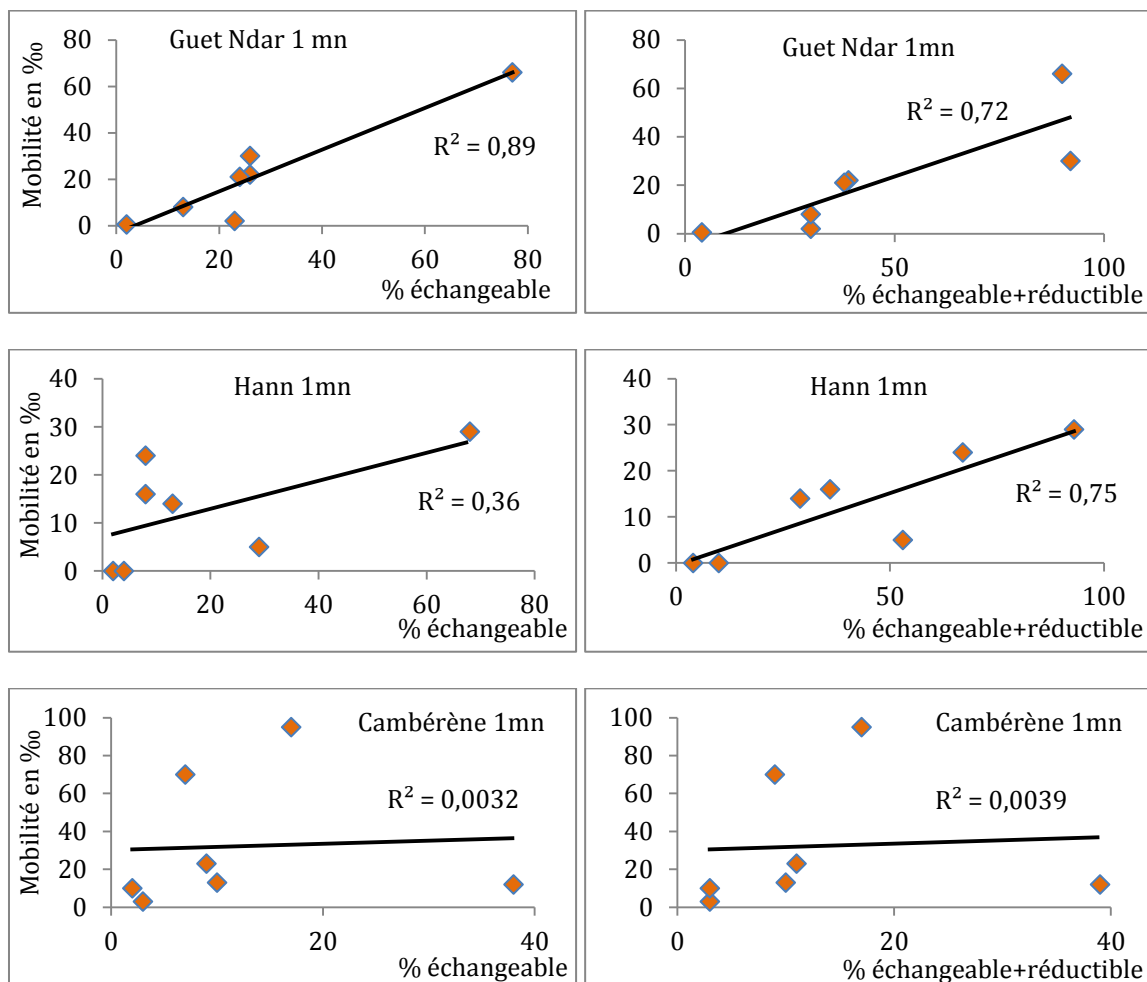 Guet Ndar 1 mn
Mobilité en ‰
80
60
40
20
0
R² = 0,89
0 20 40 60 80
% échangeable
Guet Ndar 1mn
80
60
40
20
0
R² = 0,72
0 50 100
% échangeable+réductible
Hann 1mn
Mobilité en ‰
40
30
20
10
0
R² = 0,36
0 20 40 60 80
% échangeable
Hann 1mn
40
30
20
10
0
R² = 0,75
0 50 100
% échangeable+réductible
Cambérène 1mn
Mobilité en ‰
100
80
60
40
20
0
R² = 0,0032
0 20 40
% échangeable
Cambérène 1mn
100
80
60
40
20
0
R² = 0,0039
0 20 40
% échangeable+réductible